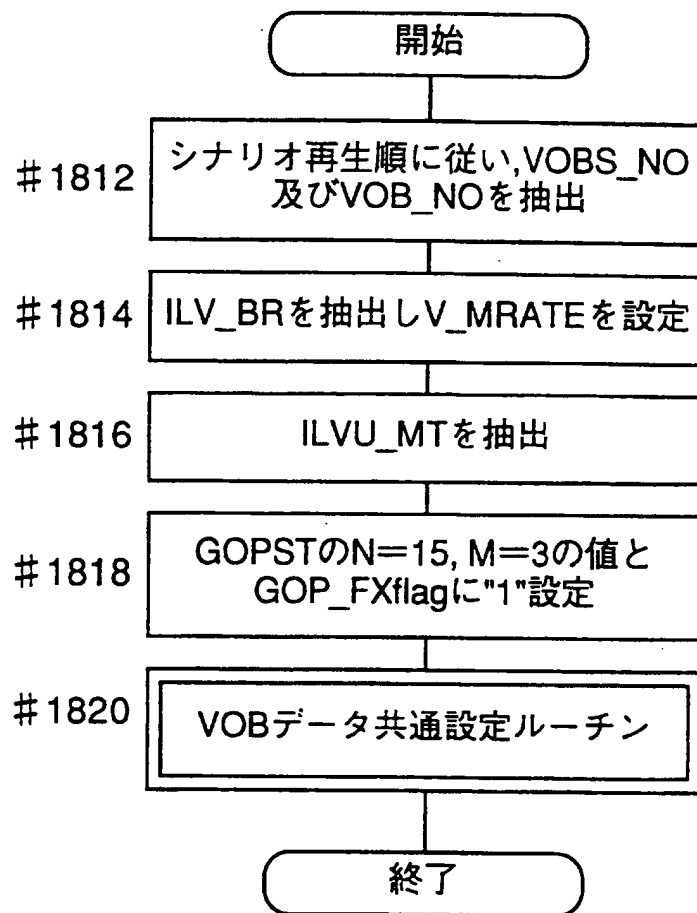 開始
#1812
シナリオ再生順に従い,VOBS_NO
及びVOB_NOを抽出
#1814
ILV_BRを抽出しV_MRATEを設定
#1816
ILVU_MTを抽出
#1818
GOPSTのN=15, M=3の値と
GOP_FXflagに"1"設定
#1820
VOBデータ共通設定ルーチン
終了